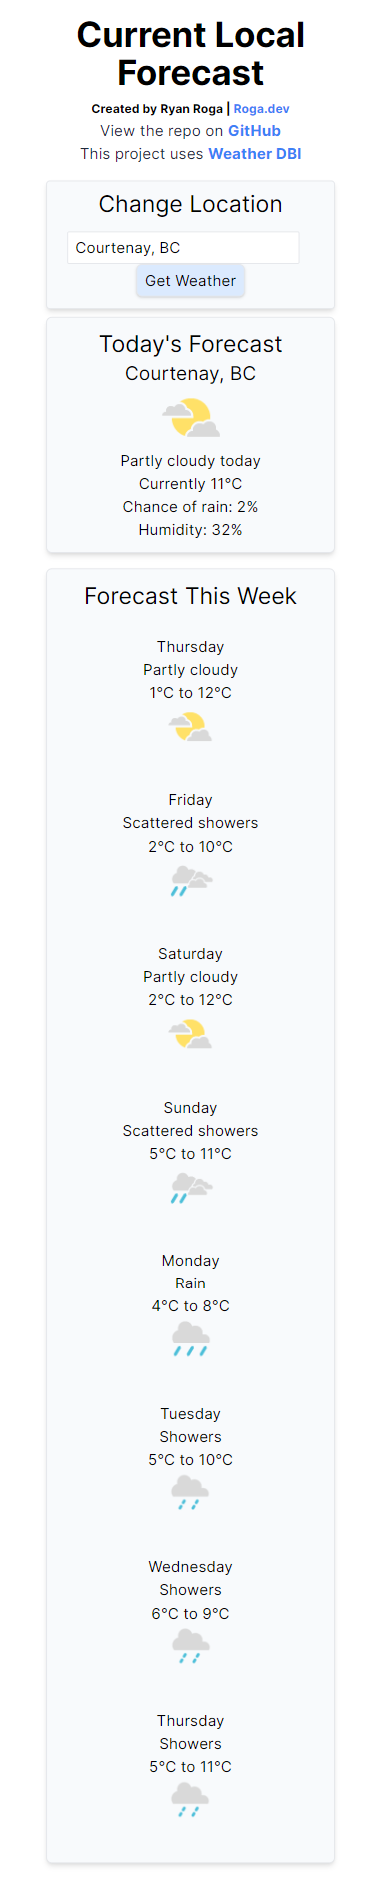 Current Local
Forecast
Created by Ryan Roga | Roga.dev
View the repo on GitHub
This project uses Weather DBI
Change Location
Courtenay, BC
Get Weather
Today's Forecast
Courtenay, BC
Partly cloudy today
Currently 11°C
Chance of rain: 2%
Humidity: 32%
Forecast This Week
Thursday
Partly cloudy
1°C to 12°C
Friday
Scattered showers
2°C to 10°C
Saturday
Partly cloudy
2°C to 12°C
Sunday
Scattered showers
5°C to 11°C
Monday
Rain
4°C to 8°C
Tuesday
Showers
5°C to 10°C
Wednesday
Showers
6°C to 9°C
Thursday
Showers
5°C to 11°C